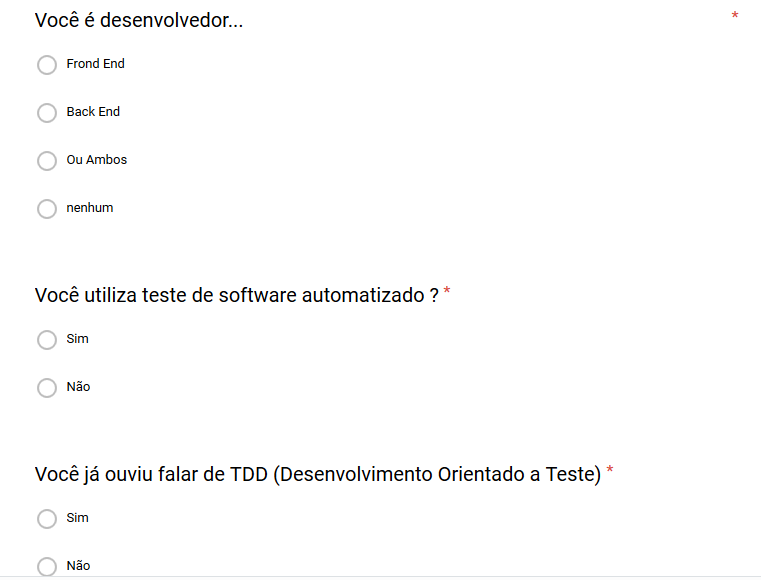 Você é desenvolvedor... *
Frond End
Back End
Ou Ambos
nenhum
Você utiliza teste de software automatizado ? *
Sim
Não
Você já ouviu falar de TDD (Desenvolvimento Orientado a Teste) *
Sim
Não